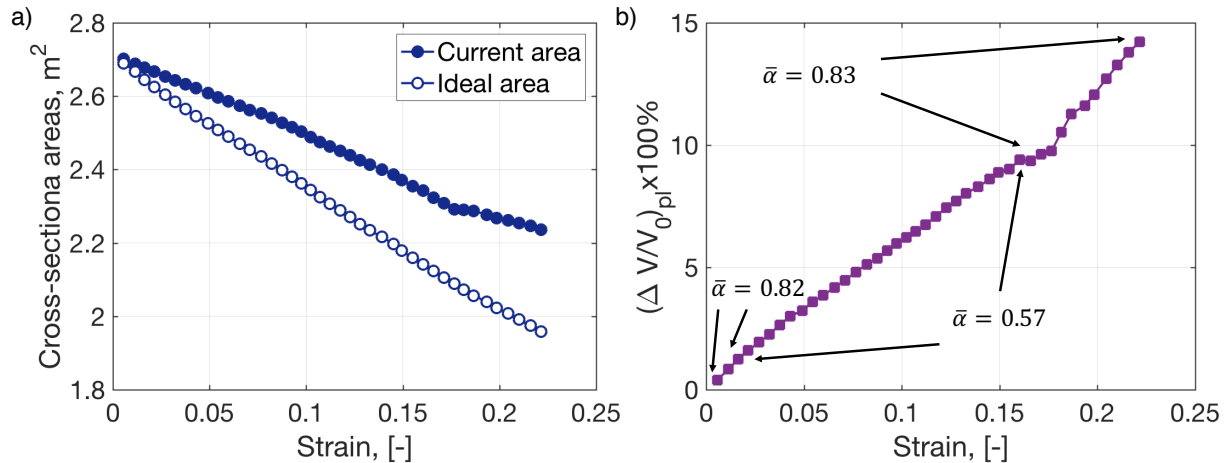 a)
2.8
2.6
2.4
2.2
2
1.8
Cross-sectiona areas, m²
Current area
Ideal area
0
0.05
0.1
0.15
0.2
0.25
Strain, [-]
b)
15
10
5
0
(Δ V/V₀)ₚₗx100%
ᾱ = 0.83
ᾱ = 0.82
ᾱ = 0.57
0
0.05
0.1
0.15
0.2
0.25
Strain, [-]